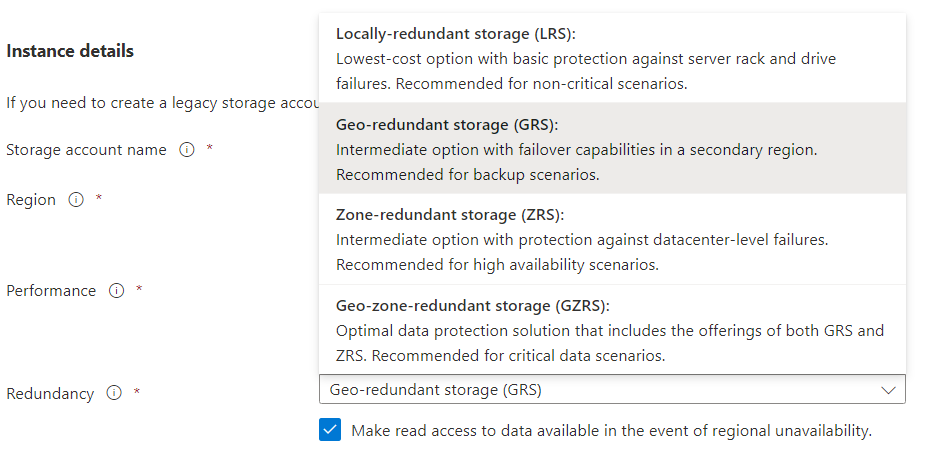 Instance details
If you need to create a legacy storage accou
Storage account name *
Region *
Performance *
Redundancy *
Locally-redundant storage (LRS):
Lowest-cost option with basic protection against server rack and drive
failures. Recommended for non-critical scenarios.
Geo-redundant storage (GRS):
Intermediate option with failover capabilities in a secondary region.
Recommended for backup scenarios.
Zone-redundant storage (ZRS):
Intermediate option with protection against datacenter-level failures.
Recommended for high availability scenarios.
Geo-zone-redundant storage (GZRS):
Optimal data protection solution that includes the offerings of both GRS and
ZRS. Recommended for critical data scenarios.
Geo-redundant storage (GRS)
Make read access to data available in the event of regional unavailability.